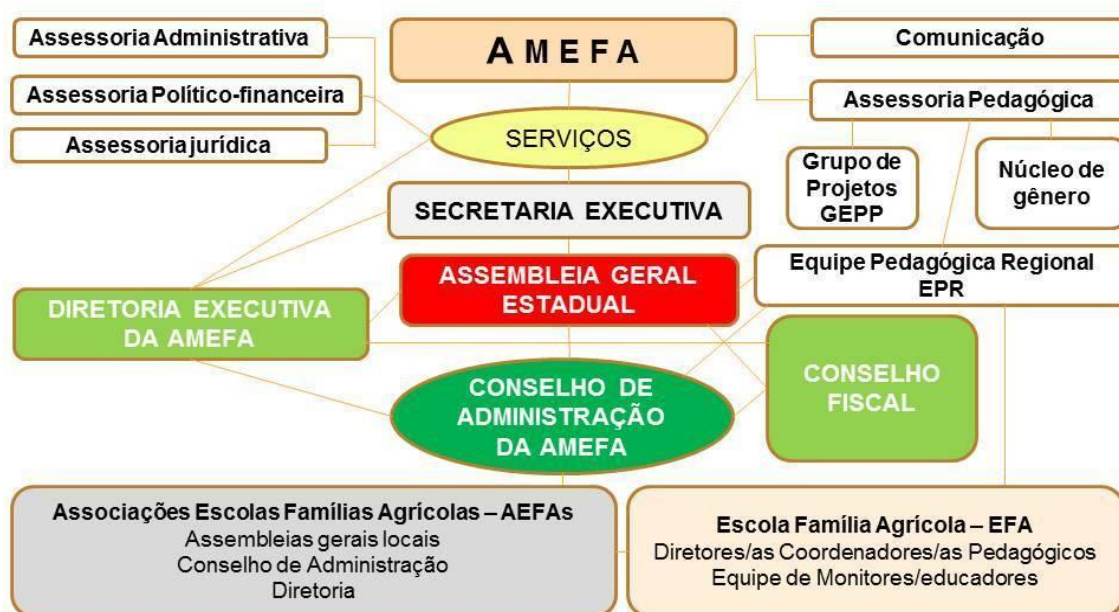 Assessoria Administrativa
Assessoria Político-financeira
Assessoria jurídica
A M E F A
SERVIÇOS
SECRETARIA EXECUTIVA
Comunicação
Assessoria Pedagógica
Grupo de
Projetos
GEPP
Núcleo de
gênero
Equipe Pedagógica Regional
EPR
ASSEMBLEIA GERAL
ESTADUAL
DIRETORIA EXECUTIVA
DA AMEFA
CONSELHO DE
ADMINISTRAÇÃO
DA AMEFA
CONSELHO
FISCAL
Associações Escolas Famílias Agrícolas – AEFAs
Assembleias gerais locais
Conselho de Administração
Diretoria
Escola Família Agrícola – EFA
Diretores/as Coordenadores/as Pedagógicos
Equipe de Monitores/educadores